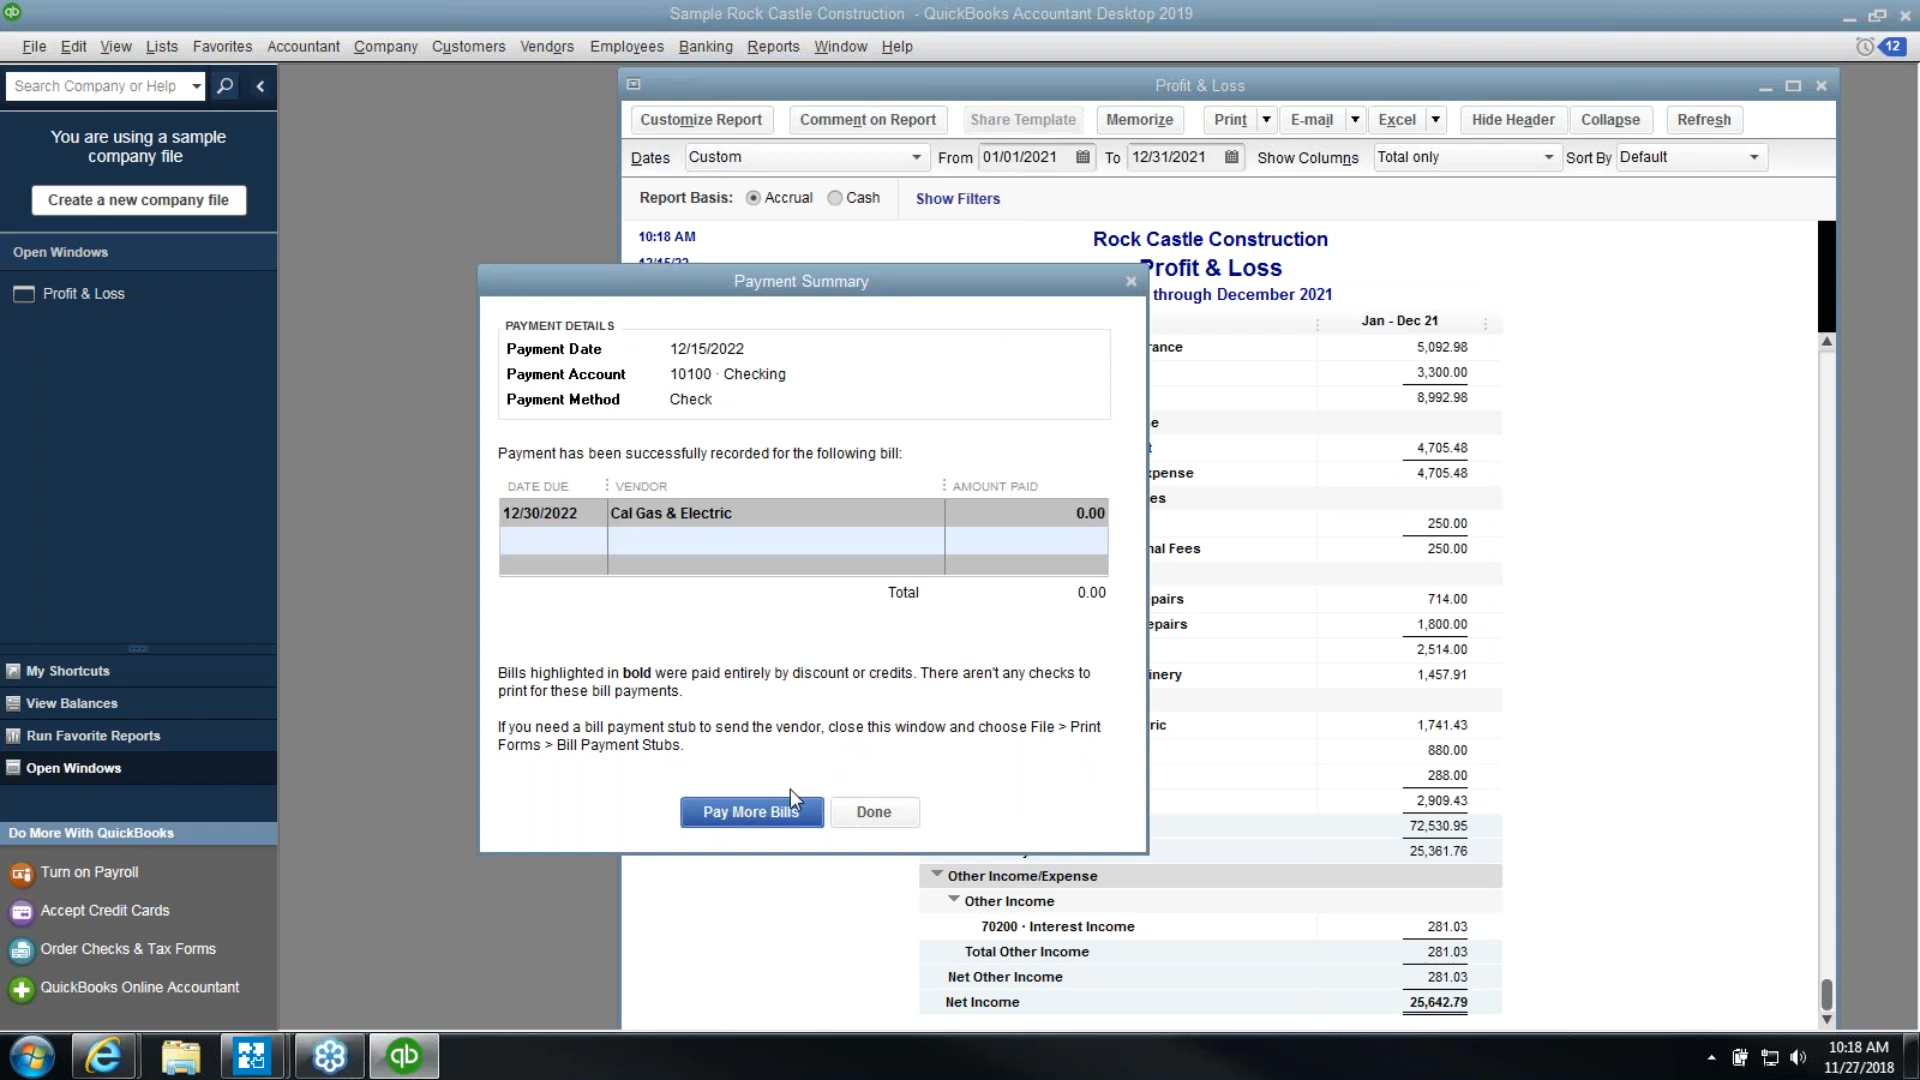 qb
Sample Rock Castle Construction - QuickBooks Accountant Desktop 2019
File Edit View Lists Favorites Accountant Company Customers Vendors Employees Banking Reports Window Help
12
Search Company or Help
You are using a sample
company file
Create a new company file
Open Windows
Profit & Loss
My Shortcuts
View Balances
Run Favorite Reports
Open Windows
Do More With QuickBooks
Turn on Payroll
Accept Credit Cards
Order Checks & Tax Forms
QuickBooks Online Accountant
Profit & Loss
Customize Report Comment on Report Share Template Memorize Print E-mail Excel Hide Header Collapse Refresh
Dates Custom From 01/01/2021 To 12/31/2021 Show Columns Total only Sort By Default
Report Basis: Accrual Cash Show Filters
10:18 AM
12/15/22
Rock Castle Construction
Profit & Loss
through December 2021
Jan - Dec 21
rance 5,092.98
3,300.00
8,992.98
e
t 4,705.48
xpense 4,705.48
es
250.00
nal Fees 250.00
pairs 714.00
epairs 1,800.00
2,514.00
inery 1,457.91
ric 1,741.43
880.00
288.00
2,909.43
72,530.95
25,361.76
Other Income/Expense
Other Income
70200 · Interest Income 281.03
Total Other Income 281.03
Net Other Income 281.03
Net Income 25,642.79
Payment Summary
PAYMENT DETAILS
Payment Date 12/15/2022
Payment Account 10100 · Checking
Payment Method Check
Payment has been successfully recorded for the following bill:
DATE DUE VENDOR AMOUNT PAID
12/30/2022 Cal Gas & Electric 0.00
Total 0.00
Bills highlighted in bold were paid entirely by discount or credits. There aren't any checks to
print for these bill payments.
If you need a bill payment stub to send the vendor, close this window and choose File > Print
Forms > Bill Payment Stubs.
Pay More Bills Done
qb
10:18 AM
11/27/2018